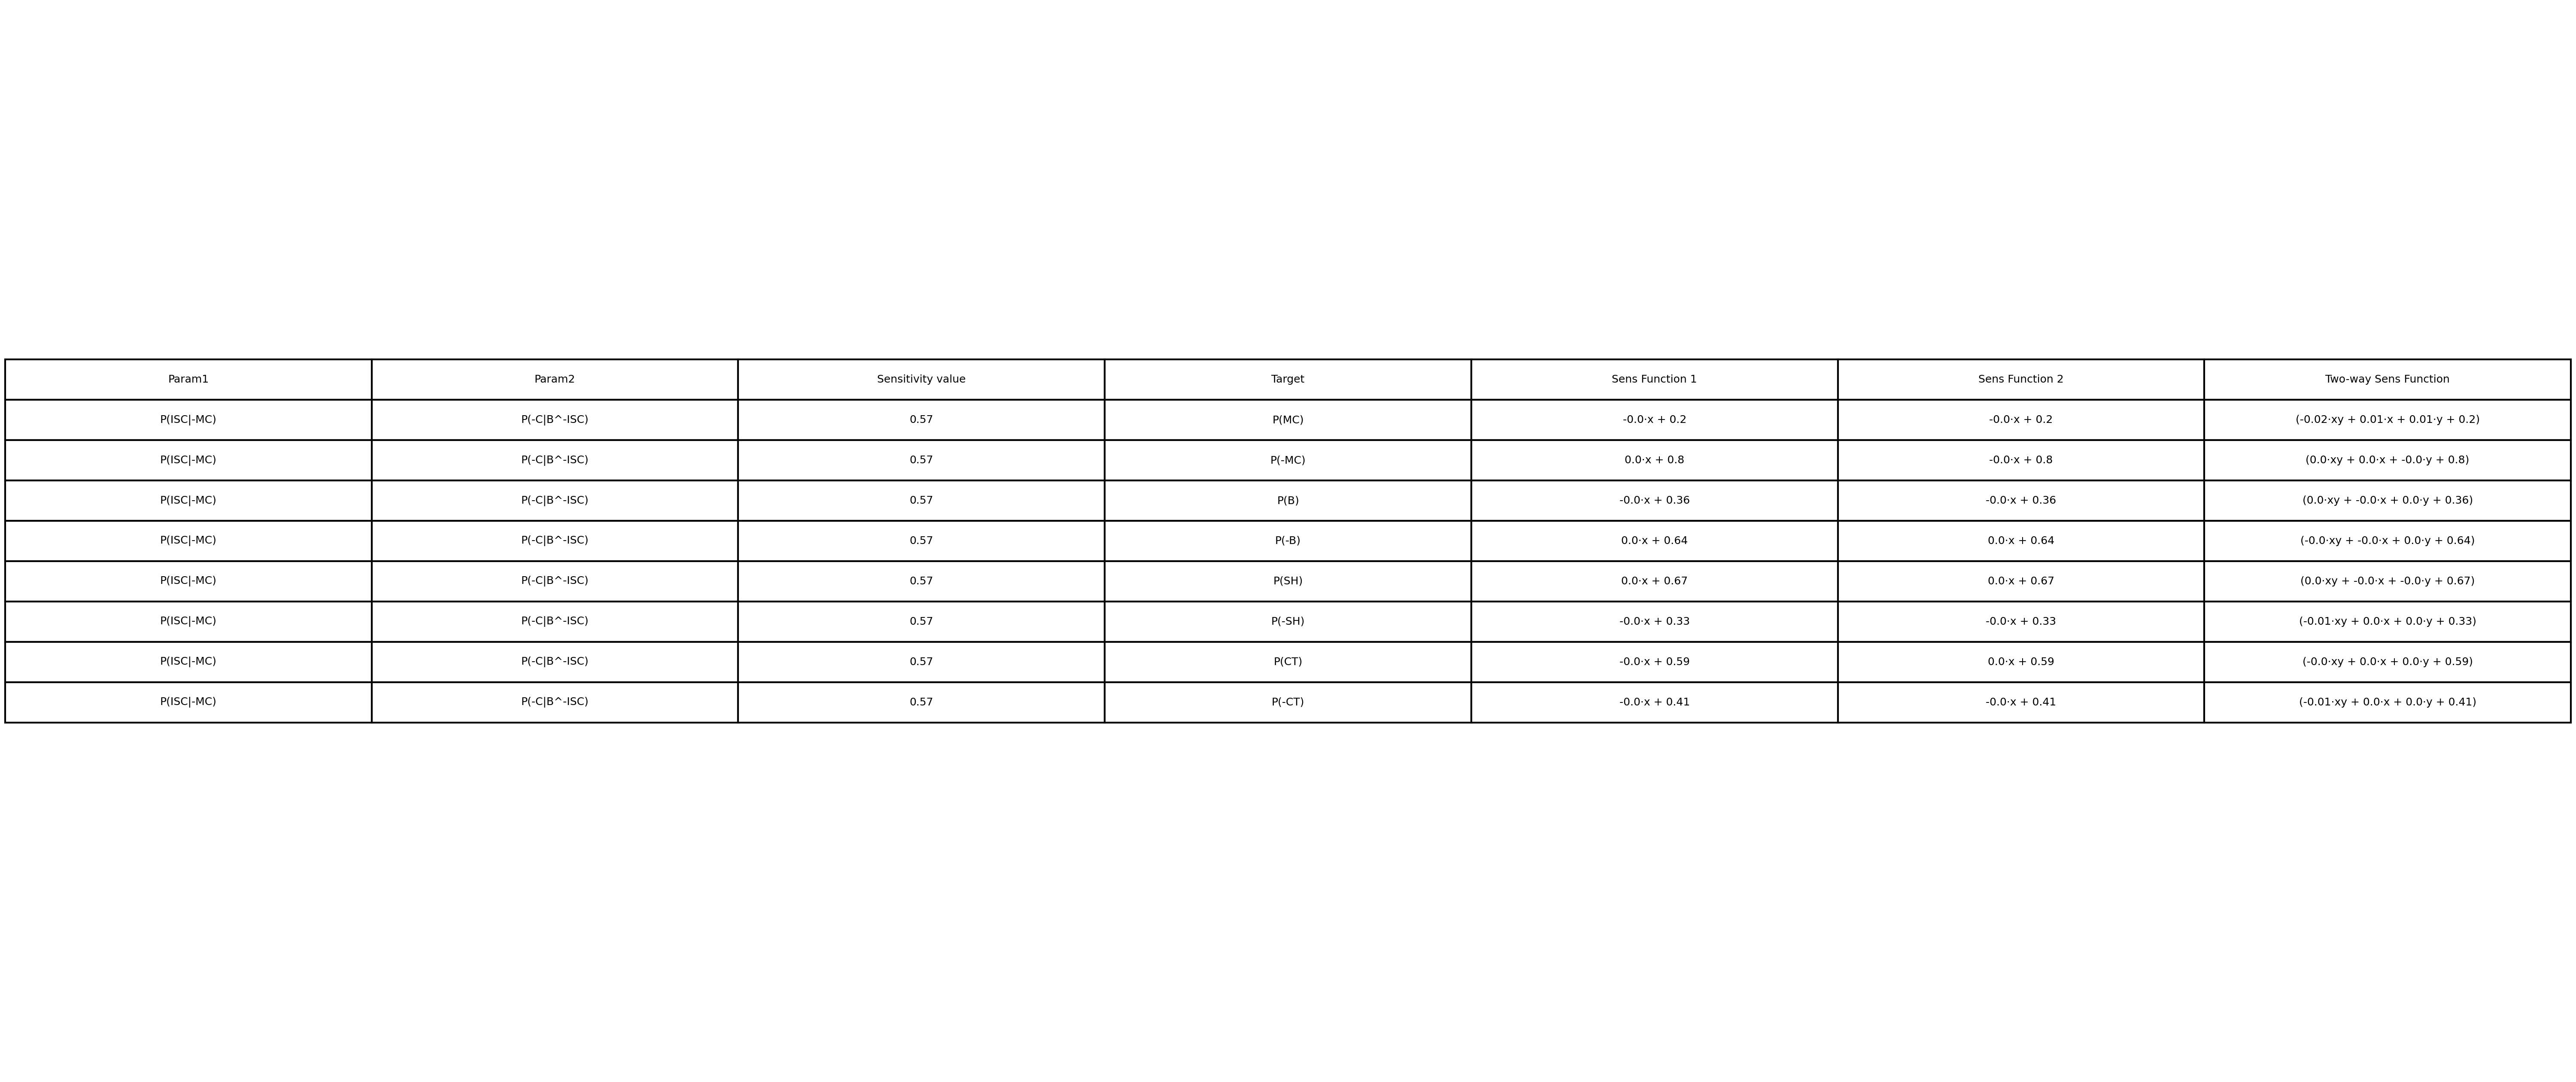 Param1 Param2 Sensitivity value Target Sens Function 1 Sens Function 2 Two-way Sens Function
P(ISC|-MC) P(-C|B^-ISC) 0.57 P(MC) -0.0·x + 0.2 -0.0·x + 0.2 (-0.02·xy + 0.01·x + 0.01·y + 0.2)
P(ISC|-MC) P(-C|B^-ISC) 0.57 P(-MC) 0.0·x + 0.8 -0.0·x + 0.8 (0.0·xy + 0.0·x + -0.0·y + 0.8)
P(ISC|-MC) P(-C|B^-ISC) 0.57 P(B) -0.0·x + 0.36 -0.0·x + 0.36 (0.0·xy + -0.0·x + 0.0·y + 0.36)
P(ISC|-MC) P(-C|B^-ISC) 0.57 P(-B) 0.0·x + 0.64 0.0·x + 0.64 (-0.0·xy + -0.0·x + 0.0·y + 0.64)
P(ISC|-MC) P(-C|B^-ISC) 0.57 P(SH) 0.0·x + 0.67 0.0·x + 0.67 (0.0·xy + -0.0·x + -0.0·y + 0.67)
P(ISC|-MC) P(-C|B^-ISC) 0.57 P(-SH) -0.0·x + 0.33 -0.0·x + 0.33 (-0.01·xy + 0.0·x + 0.0·y + 0.33)
P(ISC|-MC) P(-C|B^-ISC) 0.57 P(CT) -0.0·x + 0.59 0.0·x + 0.59 (-0.0·xy + 0.0·x + 0.0·y + 0.59)
P(ISC|-MC) P(-C|B^-ISC) 0.57 P(-CT) -0.0·x + 0.41 -0.0·x + 0.41 (-0.01·xy + 0.0·x + 0.0·y + 0.41)